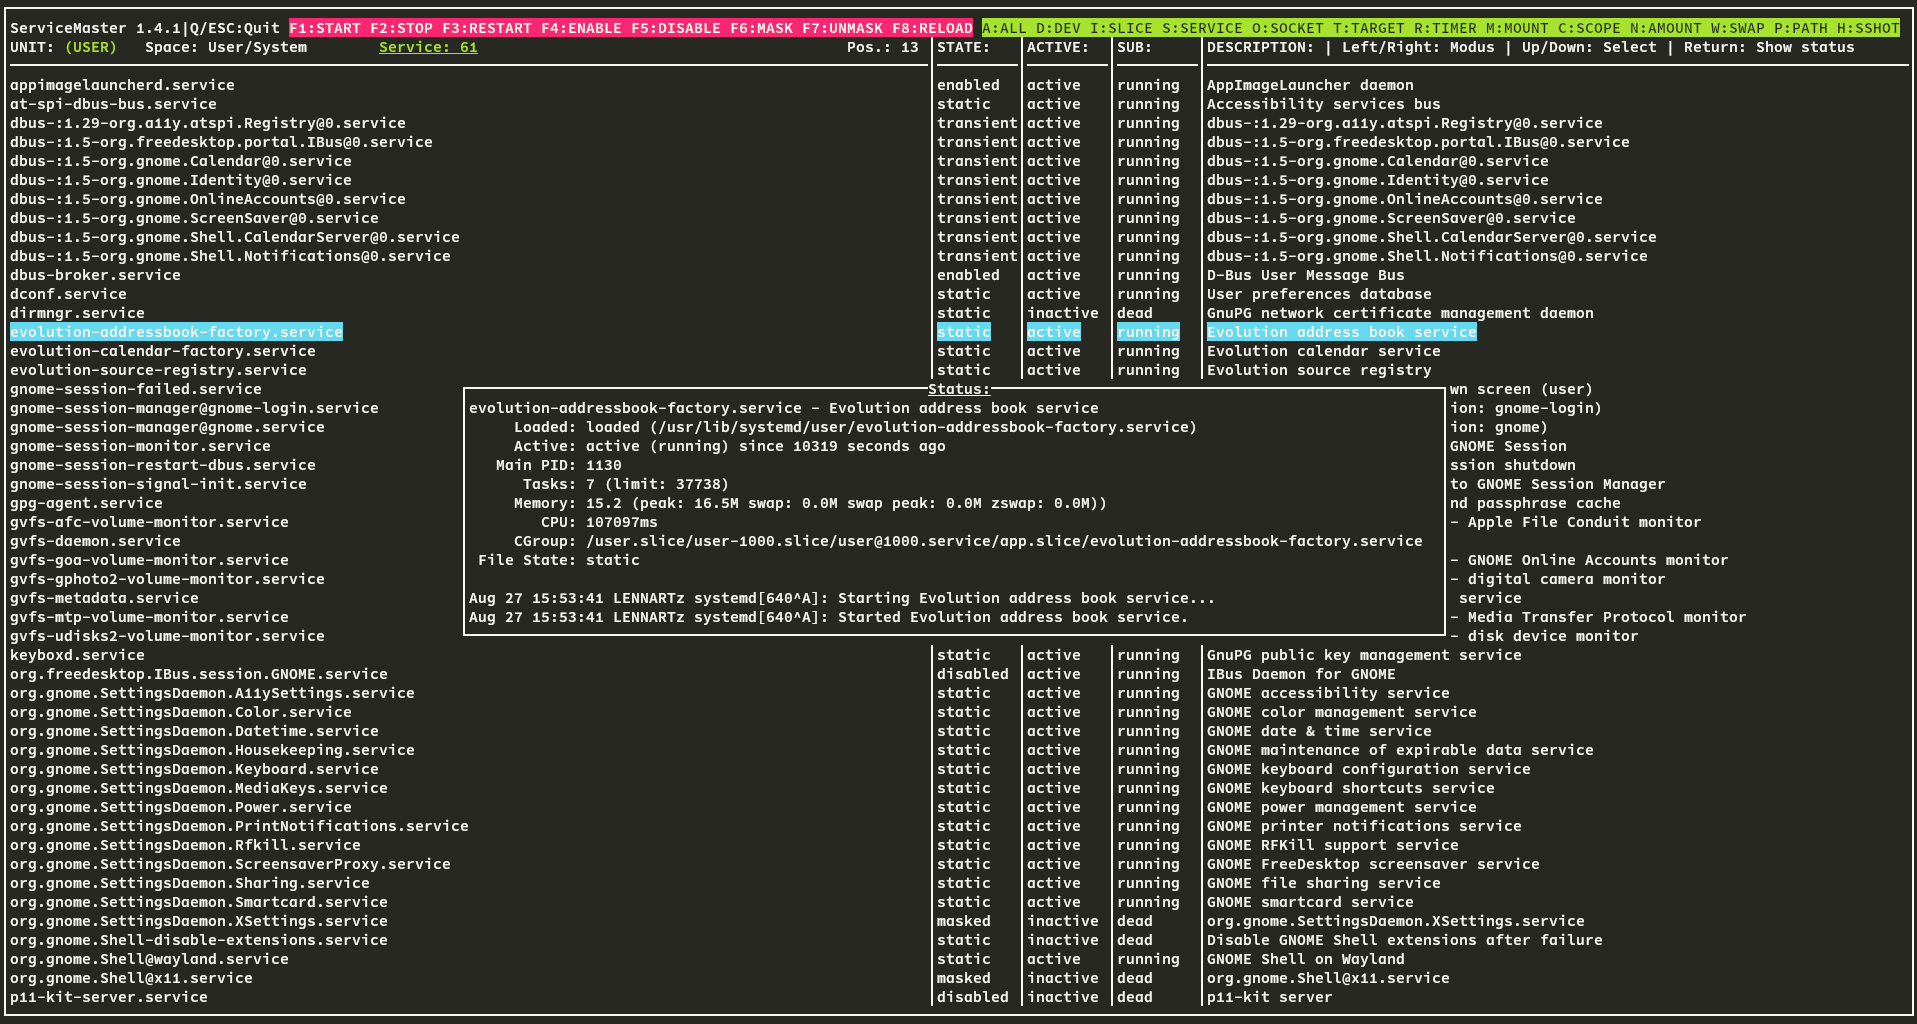 ServiceMaster 1.4.1|Q/ESC:Quit F1:START F2:STOP F3:RESTART F4:ENABLE F5:DISABLE F6:MASK F7:UNMASK F8:RELOAD A:ALL D:DEV I:SLICE S:SERVICE O:SOCKET T:TARGET R:TIMER M:MOUNT C:SCOPE N:AMOUNT W:SWAP P:PATH H:SSHOT
UNIT: (USER) Space: User/System Service: 61 Pos.: 13 STATE: ACTIVE: SUB: DESCRIPTION: | Left/Right: Modus | Up/Down: Select | Return: Show status
appimagelauncherd.service enabled active running AppImageLauncher daemon
at-spi-dbus-bus.service static active running Accessibility services bus
dbus-:1.29-org.a11y.atspi.Registry@0.service transient active running dbus-:1.29-org.a11y.atspi.Registry@0.service
dbus-:1.5-org.freedesktop.portal.IBus@0.service transient active running dbus-:1.5-org.freedesktop.portal.IBus@0.service
dbus-:1.5-org.gnome.Calendar@0.service transient active running dbus-:1.5-org.gnome.Calendar@0.service
dbus-:1.5-org.gnome.Identity@0.service transient active running dbus-:1.5-org.gnome.Identity@0.service
dbus-:1.5-org.gnome.OnlineAccounts@0.service transient active running dbus-:1.5-org.gnome.OnlineAccounts@0.service
dbus-:1.5-org.gnome.ScreenSaver@0.service transient active running dbus-:1.5-org.gnome.ScreenSaver@0.service
dbus-:1.5-org.gnome.Shell.CalendarServer@0.service transient active running dbus-:1.5-org.gnome.Shell.CalendarServer@0.service
dbus-:1.5-org.gnome.Shell.Notifications@0.service transient active running dbus-:1.5-org.gnome.Shell.Notifications@0.service
dbus-broker.service enabled active running D-Bus User Message Bus
dconf.service static active running User preferences database
dirmngr.service static inactive dead GnuPG network certificate management daemon
evolution-addressbook-factory.service static active running Evolution address book service
evolution-calendar-factory.service static active running Evolution calendar service
evolution-source-registry.service static active running Evolution source registry
gnome-session-failed.service Status: wn screen (user)
gnome-session-manager@gnome-login.service evolution-addressbook-factory.service - Evolution address book service ion: gnome-login)
gnome-session-manager@gnome.service Loaded: loaded (/usr/lib/systemd/user/evolution-addressbook-factory.service) ion: gnome)
gnome-session-monitor.service Active: active (running) since 10319 seconds ago GNOME Session
gnome-session-restart-dbus.service Main PID: 1130 ssion shutdown
gnome-session-signal-init.service Tasks: 7 (limit: 37738) to GNOME Session Manager
gpg-agent.service Memory: 15.2 (peak: 16.5M swap: 0.0M swap peak: 0.0M zswap: 0.0M)) nd passphrase cache
gvfs-afc-volume-monitor.service CPU: 107097ms - Apple File Conduit monitor
gvfs-daemon.service CGroup: /user.slice/user-1000.slice/user@1000.service/app.slice/evolution-addressbook-factory.service
gvfs-goa-volume-monitor.service File State: static - GNOME Online Accounts monitor
gvfs-gphoto2-volume-monitor.service - digital camera monitor
gvfs-metadata.service Aug 27 15:53:41 LENNARTz systemd[640^A]: Starting Evolution address book service... service
gvfs-mtp-volume-monitor.service Aug 27 15:53:41 LENNARTz systemd[640^A]: Started Evolution address book service. - Media Transfer Protocol monitor
gvfs-udisks2-volume-monitor.service - disk device monitor
keyboxd.service static active running GnuPG public key management service
org.freedesktop.IBus.session.GNOME.service disabled active running IBus Daemon for GNOME
org.gnome.SettingsDaemon.A11ySettings.service static active running GNOME accessibility service
org.gnome.SettingsDaemon.Color.service static active running GNOME color management service
org.gnome.SettingsDaemon.Datetime.service static active running GNOME date & time service
org.gnome.SettingsDaemon.Housekeeping.service static active running GNOME maintenance of expirable data service
org.gnome.SettingsDaemon.Keyboard.service static active running GNOME keyboard configuration service
org.gnome.SettingsDaemon.MediaKeys.service static active running GNOME keyboard shortcuts service
org.gnome.SettingsDaemon.Power.service static active running GNOME power management service
org.gnome.SettingsDaemon.PrintNotifications.service static active running GNOME printer notifications service
org.gnome.SettingsDaemon.Rfkill.service static active running GNOME RFKill support service
org.gnome.SettingsDaemon.ScreensaverProxy.service static active running GNOME FreeDesktop screensaver service
org.gnome.SettingsDaemon.Sharing.service static active running GNOME file sharing service
org.gnome.SettingsDaemon.Smartcard.service static active running GNOME smartcard service
org.gnome.SettingsDaemon.XSettings.service masked inactive dead org.gnome.SettingsDaemon.XSettings.service
org.gnome.Shell-disable-extensions.service static inactive dead Disable GNOME Shell extensions after failure
org.gnome.Shell@wayland.service static active running GNOME Shell on Wayland
org.gnome.Shell@x11.service masked inactive dead org.gnome.Shell@x11.service
p11-kit-server.service disabled inactive dead p11-kit server